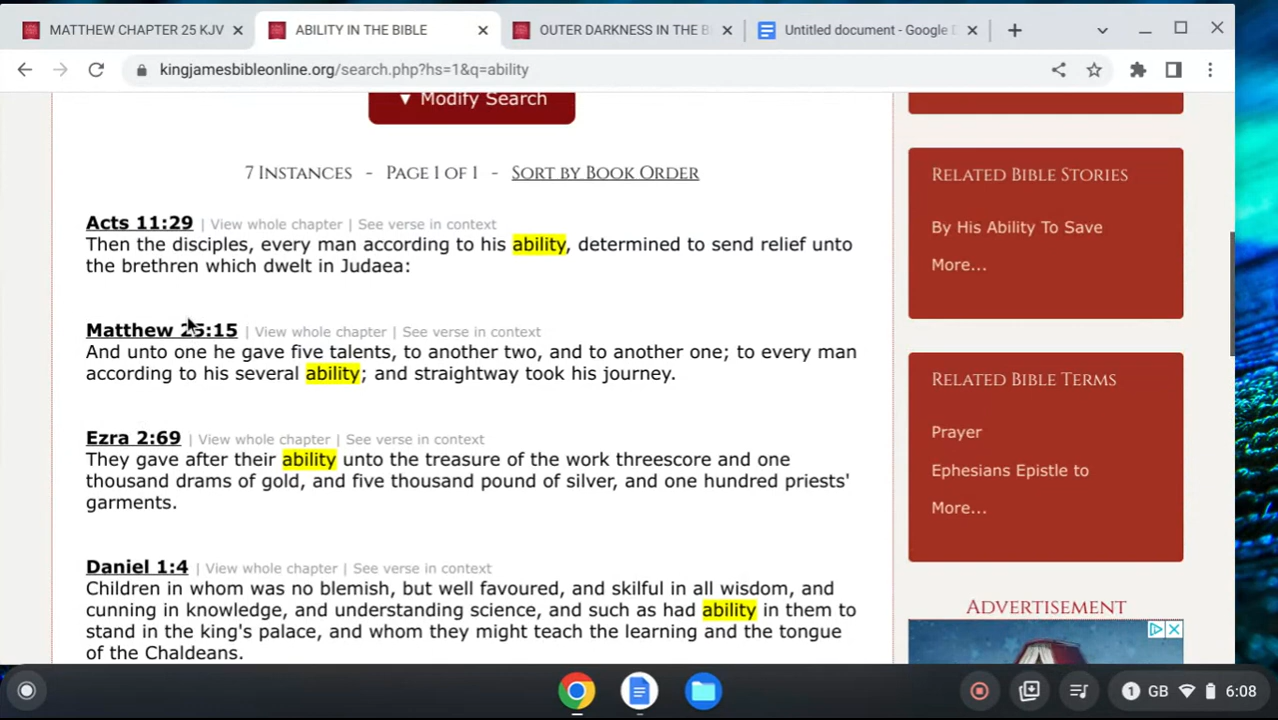 MATTHEW CHAPTER 25 KJV
ABILITY IN THE BIBLE
OUTER DARKNESS IN THE B
Untitled document - Google D
kingjamesbibleonline.org/search.php?hs=1&q=ability
▼ Modify Search
7 Instances - Page 1 of 1 - Sort by Book Order
Acts 11:29 | View whole chapter | See verse in context
Then the disciples, every man according to his ability, determined to send relief unto
the brethren which dwelt in Judaea:
Matthew 25:15 | View whole chapter | See verse in context
And unto one he gave five talents, to another two, and to another one; to every man
according to his several ability; and straightway took his journey.
Ezra 2:69 | View whole chapter | See verse in context
They gave after their ability unto the treasure of the work threescore and one
thousand drams of gold, and five thousand pound of silver, and one hundred priests'
garments.
Daniel 1:4 | View whole chapter | See verse in context
Children in whom was no blemish, but well favoured, and skilful in all wisdom, and
cunning in knowledge, and understanding science, and such as had ability in them to
stand in the king's palace, and whom they might teach the learning and the tongue
of the Chaldeans.
Related Bible Stories
By His Ability To Save
More...
Related Bible Terms
Prayer
Ephesians Epistle to
More...
Advertisement
1 GB 6:08